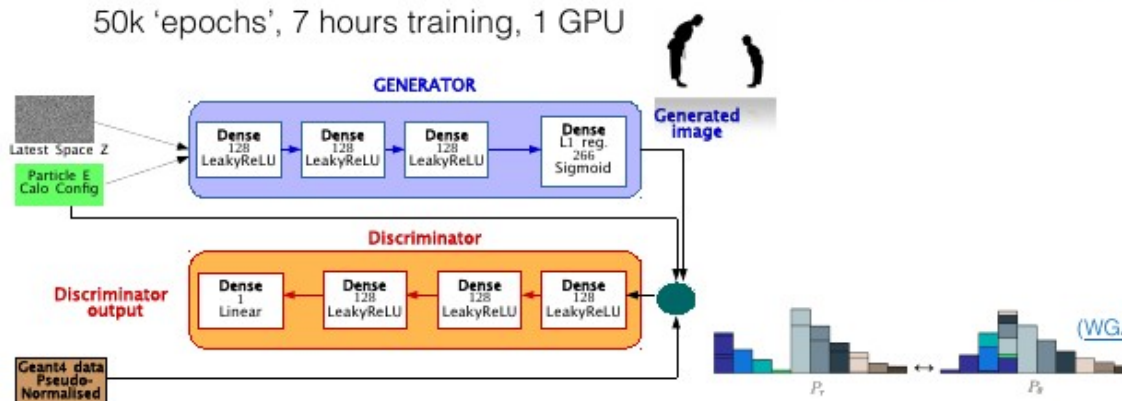 50k ‘epochs’, 7 hours training, 1 GPU
GENERATOR
Latest Space Z
Particle E
Calo Config
Dense
128
LeakyReLU
Dense
128
LeakyReLU
Dense
128
LeakyReLU
Dense
L1 reg.
266
Sigmoid
Generated
image
Discriminator
Discriminator
output
Dense
1
Linear
Dense
128
LeakyReLU
Dense
128
LeakyReLU
Dense
128
LeakyReLU
Geant4 data
Pseudo-
Normalised
(WG
P_r
P_θ